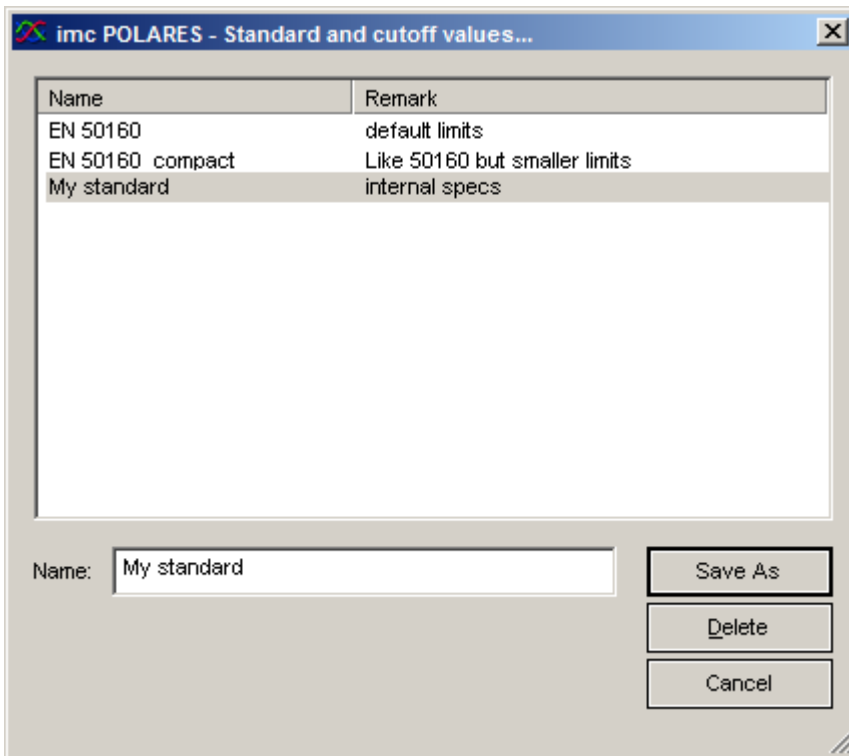 imc POLARES - Standard and cutoff values...
Name Remark
EN 50160 default limits
EN 50160 compact Like 50160 but smaller limits
My standard internal specs
Name: My standard Save As
Delete
Cancel